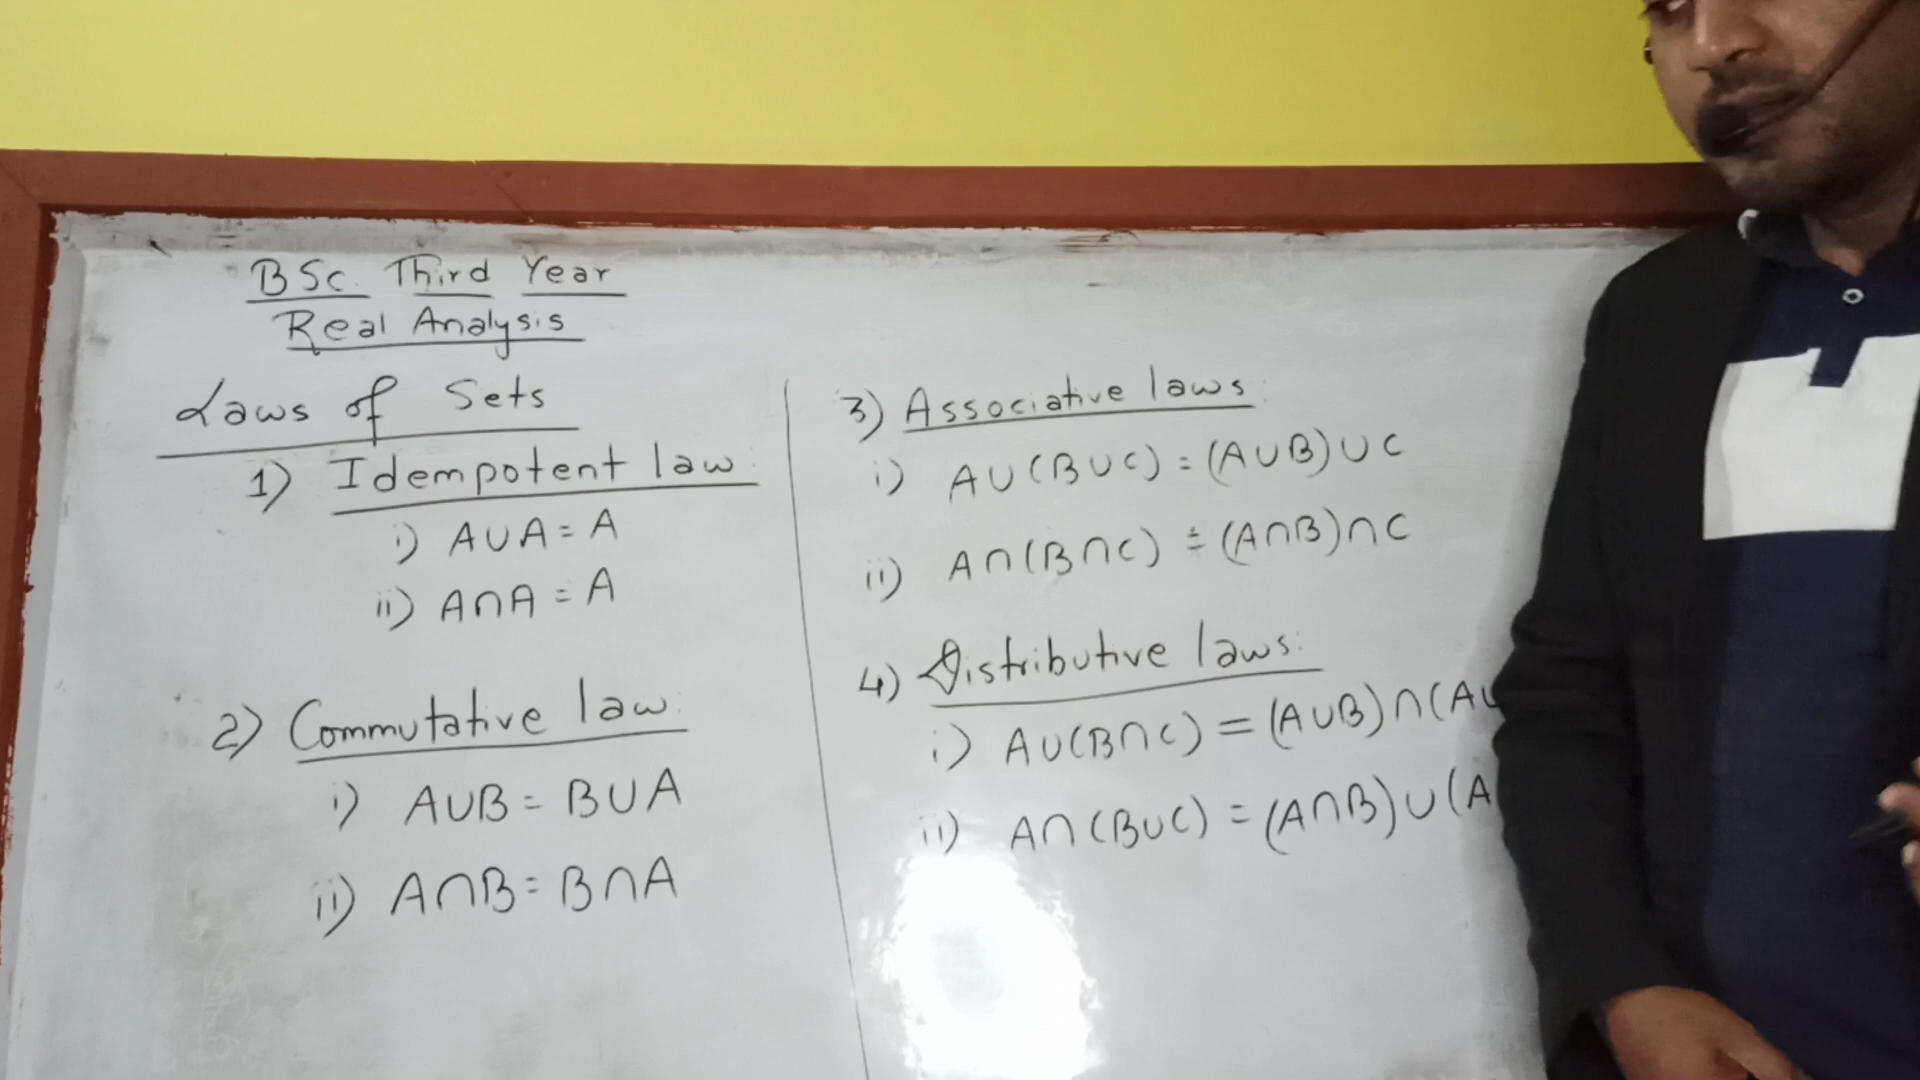 BSc. Third Year
Real Analysis
Laws of Sets
1) Idempotent law:
i) A∪A = A
ii) A∩A = A
2) Commutative law:
i) A∪B = B∪A
ii) A∩B = B∩A
3) Associative laws:
i) A∪(B∪C) = (A∪B)∪C
ii) A∩(B∩C) = (A∩B)∩C
4) Distributive laws:
i) A∪(B∩C) = (A∪B)∩(A∪
ii) A∩(B∪C) = (A∩B)∪(A